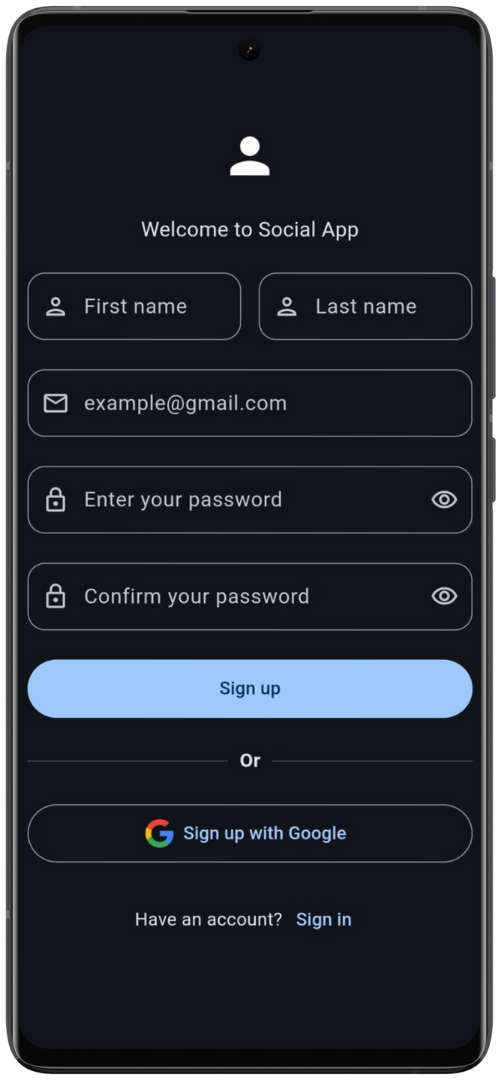 Welcome to Social App
First name Last name
example@gmail.com
Enter your password
Confirm your password
Sign up
Or
Sign up with Google
Have an account? Sign in